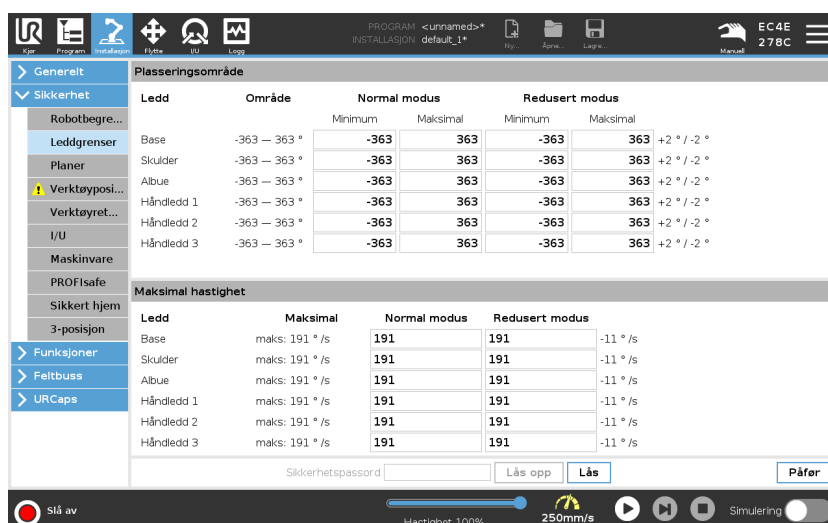 PROGRAM <unnamed>*
INSTALLASJON default_1*
Kjør Program Installasjon Flytte I/U Logg Ny... Åpne... Lagre... Manuell
EC4E
278C
Generelt
Sikkerhet
Robotbegre...
Leddgrenser
Planer
Verktøyposi...
Verktøyret...
I/U
Maskinvare
PROFIsafe
Sikkert hjem
3-posisjon
Funksjoner
Feltbuss
URCaps
Plasseringsområde
Ledd Område Normal modus Redusert modus
Minimum Maksimal Minimum Maksimal
Base -363 — 363 ° -363 363 -363 363 +2 ° / -2 °
Skulder -363 — 363 ° -363 363 -363 363 +2 ° / -2 °
Albue -363 — 363 ° -363 363 -363 363 +2 ° / -2 °
Håndledd 1 -363 — 363 ° -363 363 -363 363 +2 ° / -2 °
Håndledd 2 -363 — 363 ° -363 363 -363 363 +2 ° / -2 °
Håndledd 3 -363 — 363 ° -363 363 -363 363 +2 ° / -2 °
Maksimal hastighet
Ledd Maksimal Normal modus Redusert modus
Base maks: 191 ° /s 191 191 -11 ° /s
Skulder maks: 191 ° /s 191 191 -11 ° /s
Albue maks: 191 ° /s 191 191 -11 ° /s
Håndledd 1 maks: 191 ° /s 191 191 -11 ° /s
Håndledd 2 maks: 191 ° /s 191 191 -11 ° /s
Håndledd 3 maks: 191 ° /s 191 191 -11 ° /s
Sikkerhetspassord Lås opp Lås Påfør
Slå av Hastighet 100% 250mm/s Simulering